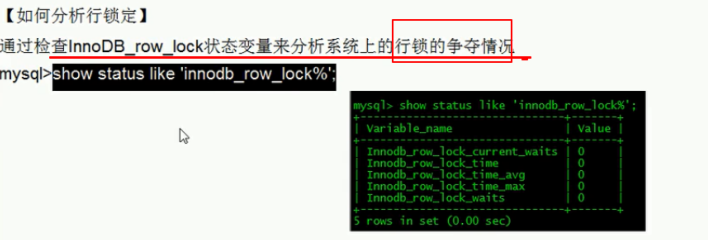 【如何分析行锁定】
通过检查InnoDB_row_lock状态变量来分析系统上的行锁的争夺情况
mysql>show status like 'innodb_row_lock%';
mysql> show status like 'innodb_row_lock%';
+-------------------------------+-------+
| Variable_name                 | Value |
+-------------------------------+-------+
| Innodb_row_lock_current_waits | 0     |
| Innodb_row_lock_time          | 0     |
| Innodb_row_lock_time_avg      | 0     |
| Innodb_row_lock_time_max      | 0     |
| Innodb_row_lock_waits         | 0     |
+-------------------------------+-------+
5 rows in set (0.00 sec)